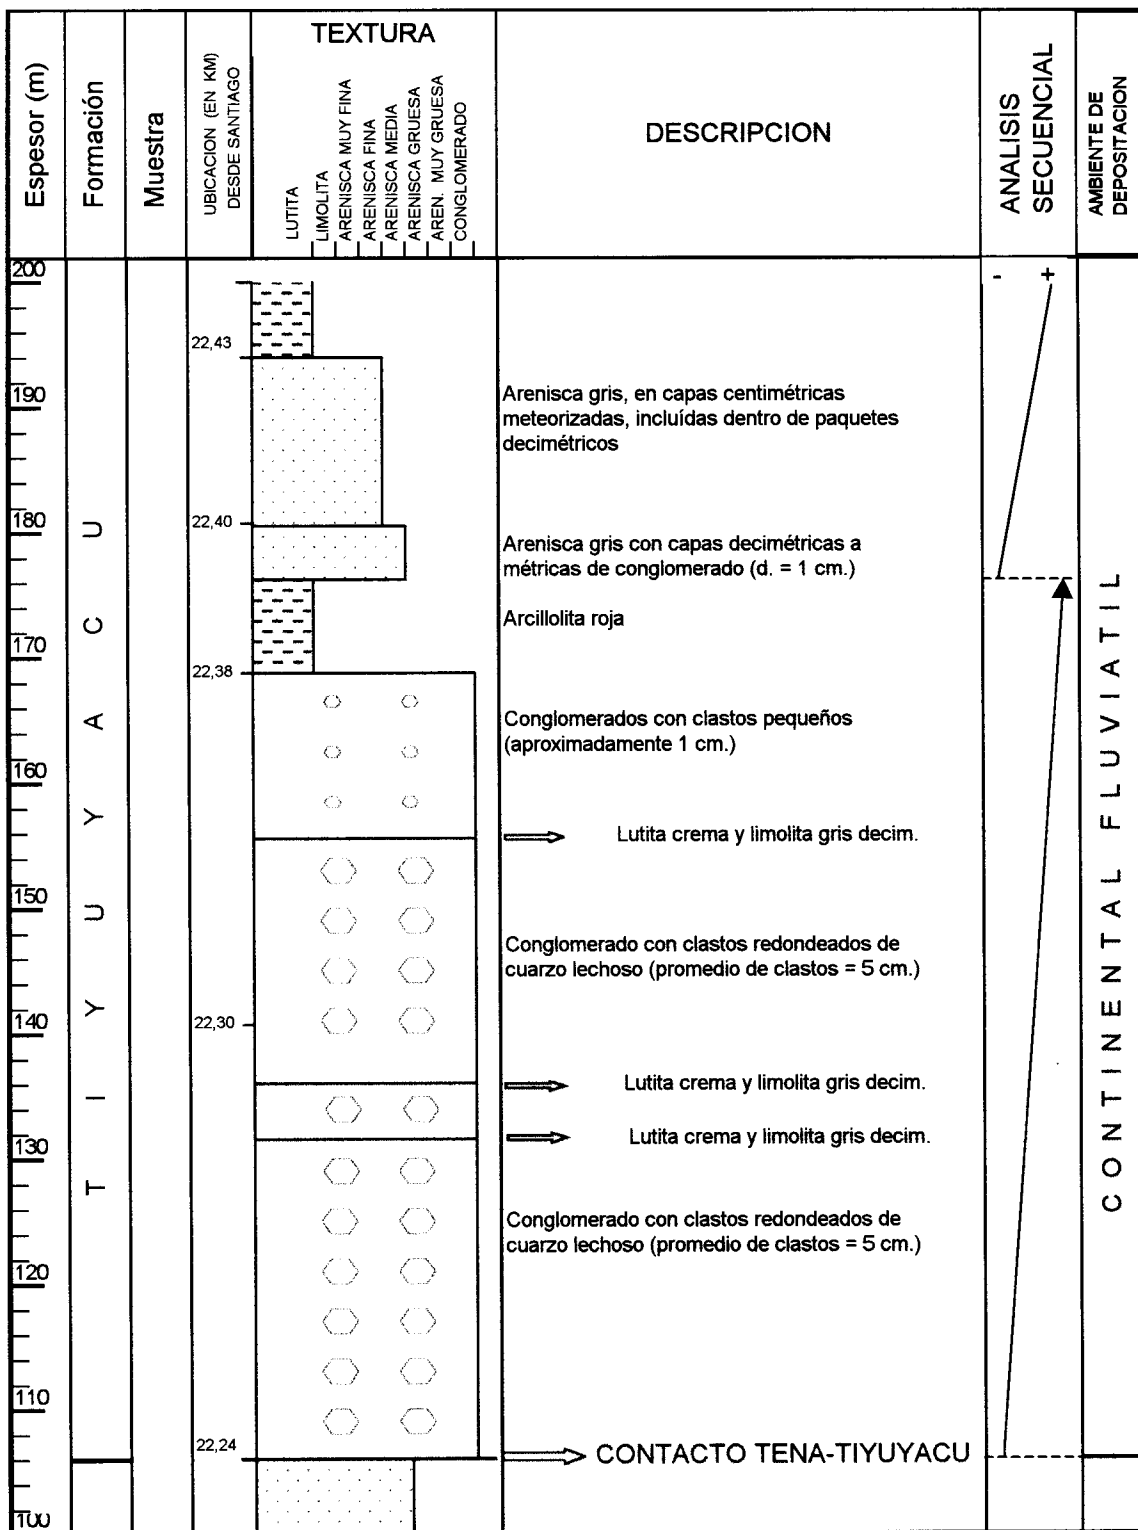 Espesor (m)
Formación
Muestra
UBICACION (EN KM)
DESDE SANTIAGO
TEXTURA
LUTITA
LIMOLITA
ARENISCA MUY FINA
ARENISCA FINA
ARENISCA MEDIA
ARENISCA GRUESA
AREN. MUY GRUESA
CONGLOMERADO
DESCRIPCION
ANALISIS
SECUENCIAL
AMBIENTE DE
DEPOSITACION
200
- +
22,43
190
Arenisca gris, en capas centimétricas
meteorizadas, incluídas dentro de paquetes
decimétricos
180
22,40
Arenisca gris con capas decimétricas a
métricas de conglomerado (d. = 1 cm.)
Arcillolita roja
170
22,38
Conglomerados con clastos pequeños
(aproximadamente 1 cm.)
160
Lutita crema y limolita gris decim.
150
Conglomerado con clastos redondeados de
cuarzo lechoso (promedio de clastos = 5 cm.)
140
22,30
Lutita crema y limolita gris decim.
130
Lutita crema y limolita gris decim.
Conglomerado con clastos redondeados de
cuarzo lechoso (promedio de clastos = 5 cm.)
120
110
22,24
CONTACTO TENA-TIYUYACU
100
TIYUYACU
CONTINENTAL FLUVIATIL